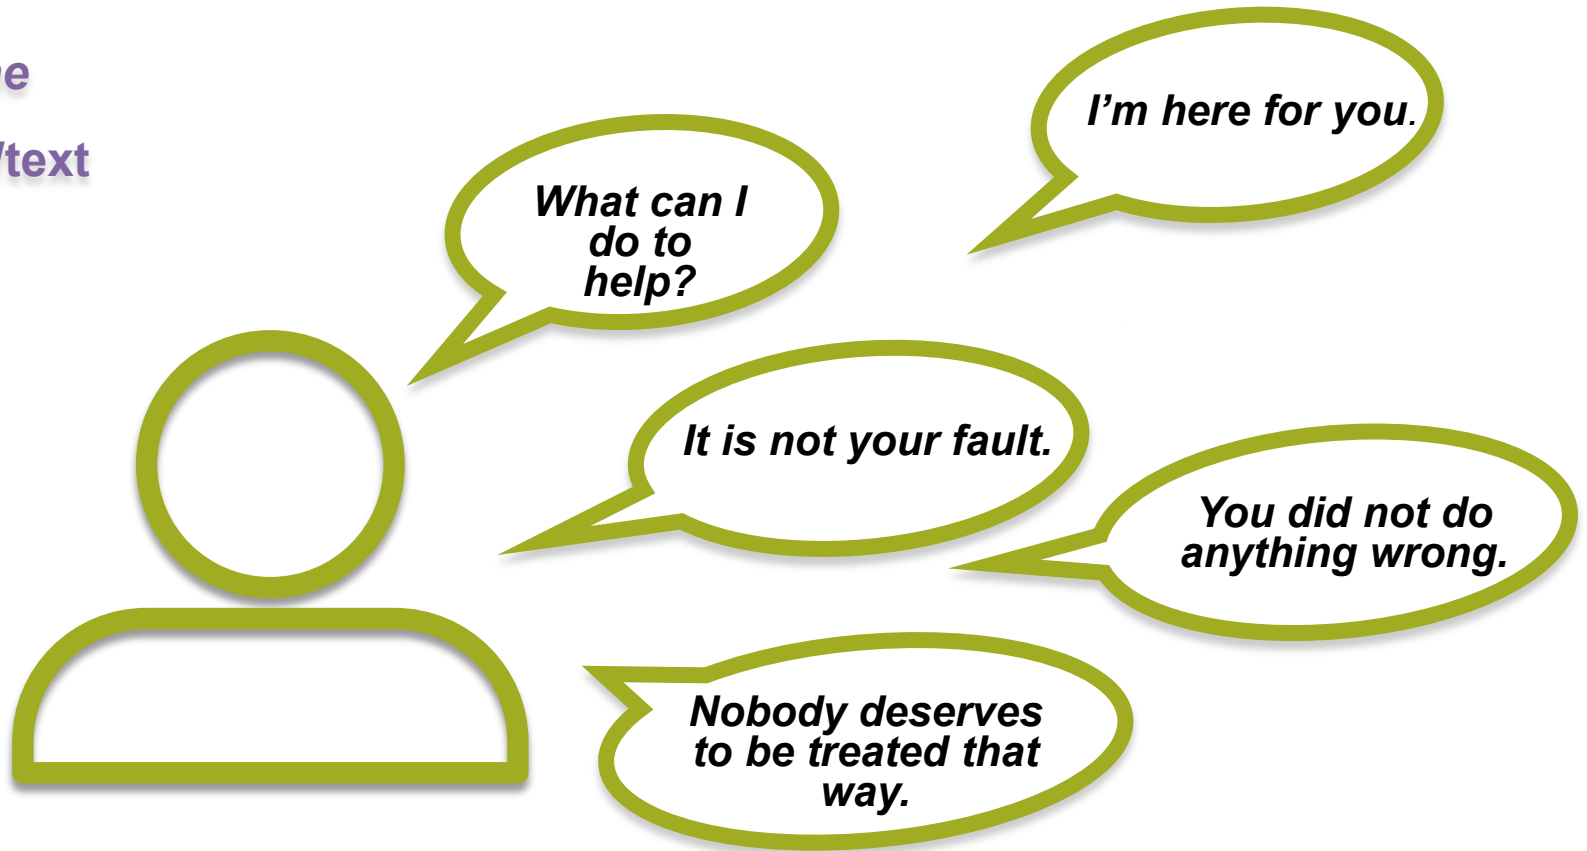 /text
I’m here for you.
What can I
do to
help?
It is not your fault.
You did not do
anything wrong.
Nobody deserves
to be treated that
way.